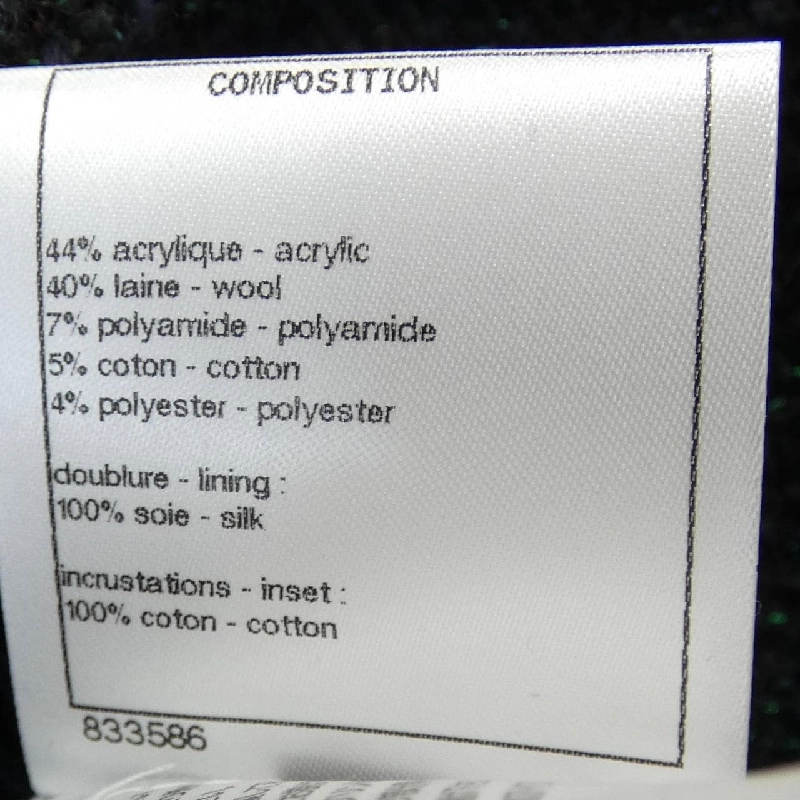 COMPOSITION
44% acrylique - acrylic
40% laine - wool
7% polyamide - polyamide
5% coton - cotton
4% polyester - polyester
doublure - lining :
100% soie - silk
incrustations - inset :
100% coton - cotton
833586